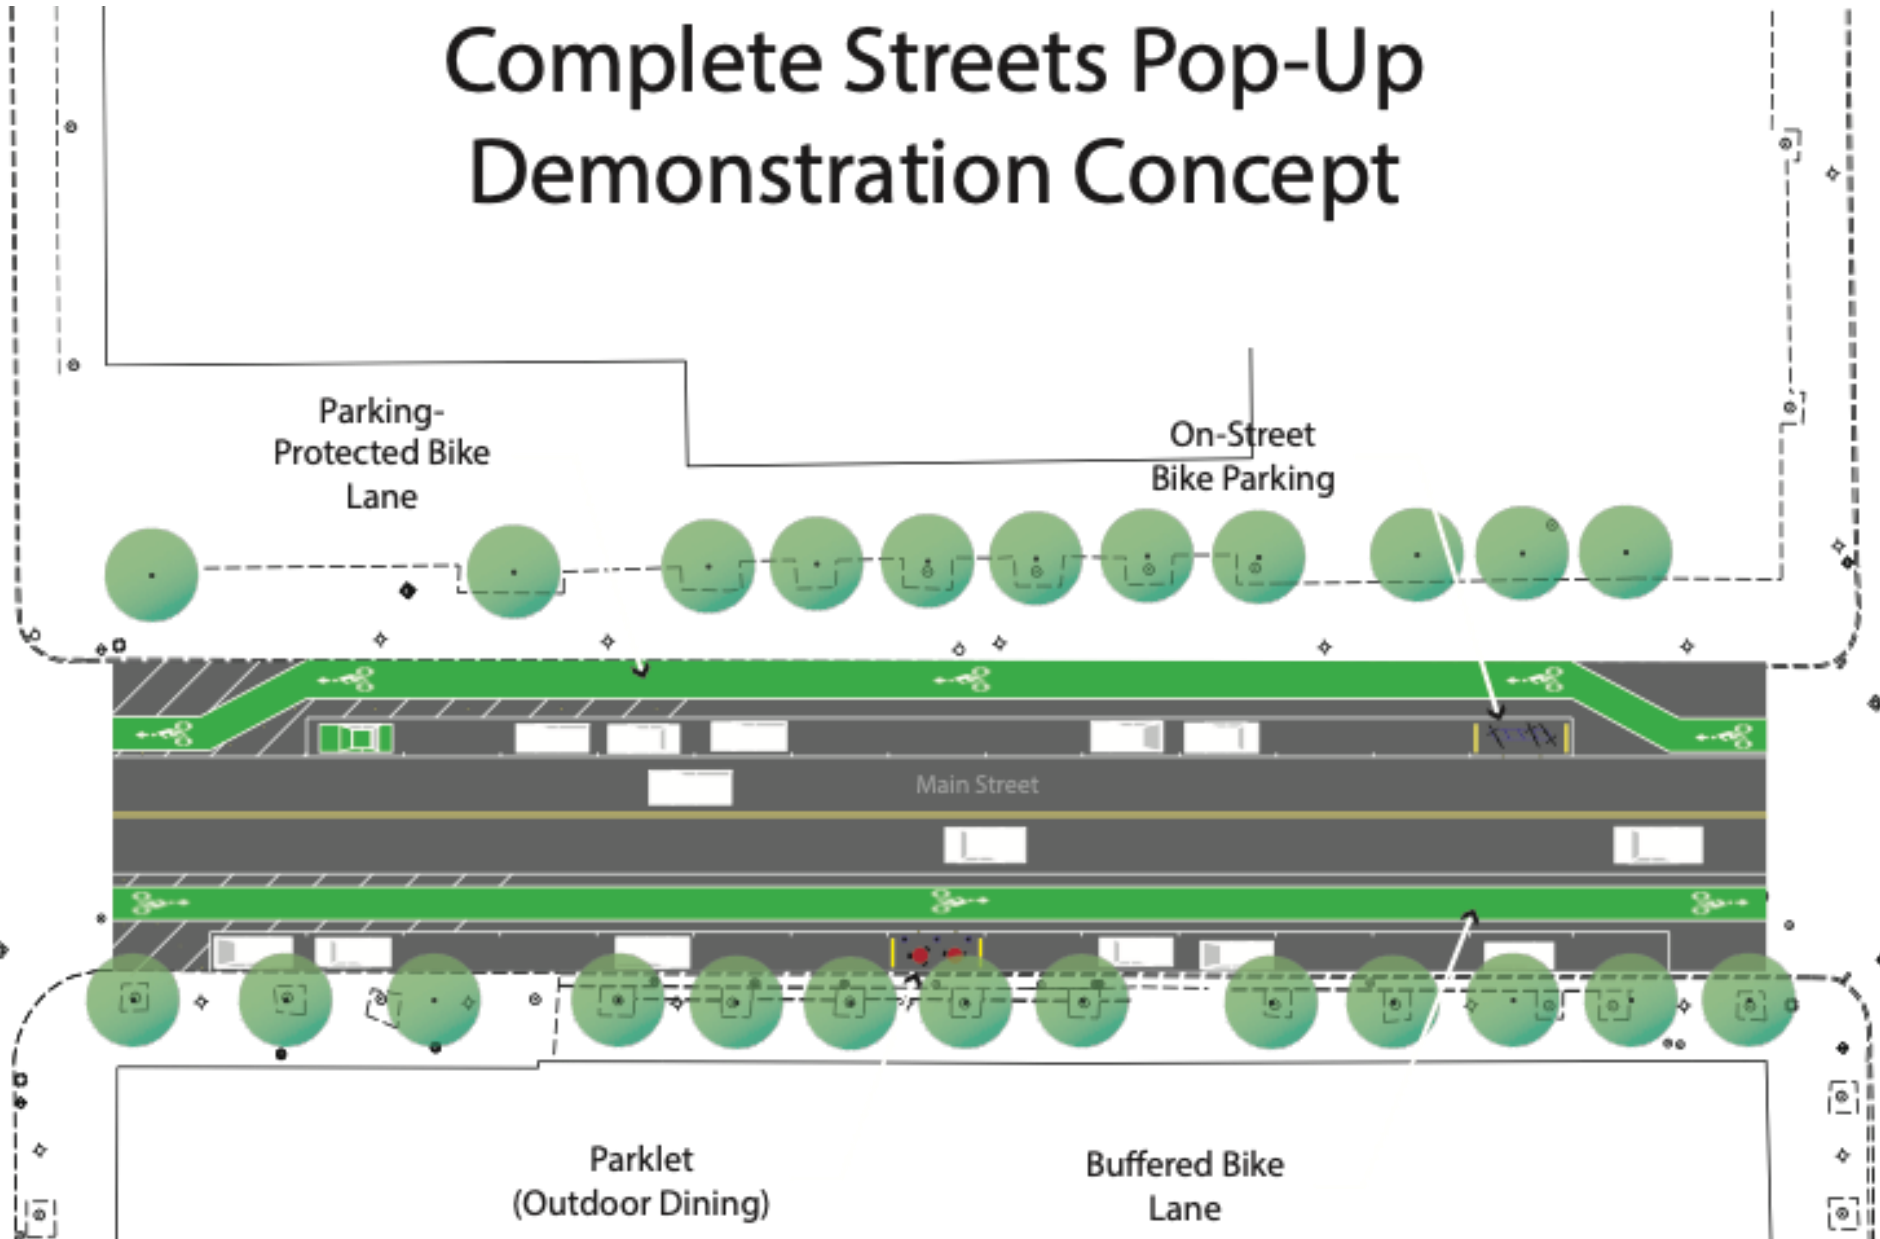 Complete Streets Pop-Up
Demonstration Concept
Parking-
Protected Bike
Lane
On-Street
Bike Parking
Main Street
Parklet
(Outdoor Dining)
Buffered Bike
Lane